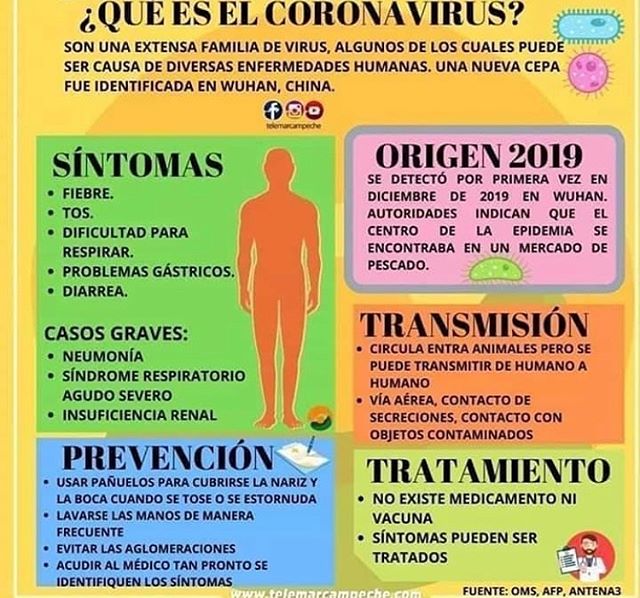 ¿QUÉ ES EL CORONAVIRUS?
SON UNA EXTENSA FAMILIA DE VIRUS, ALGUNOS DE LOS CUALES PUEDE
SER CAUSA DE DIVERSAS ENFERMEDADES HUMANAS. UNA NUEVA CEPA
FUE IDENTIFICADA EN WUHAN, CHINA.
telemarcampeche
SÍNTOMAS
• FIEBRE.
• TOS.
• DIFICULTAD PARA
RESPIRAR.
• PROBLEMAS GÁSTRICOS.
• DIARREA.
CASOS GRAVES:
• NEUMONÍA
• SÍNDROME RESPIRATORIO
AGUDO SEVERO
• INSUFICIENCIA RENAL
ORIGEN 2019
SE DETECTÓ POR PRIMERA VEZ EN
DICIEMBRE DE 2019 EN WUHAN.
AUTORIDADES INDICAN QUE EL
CENTRO DE LA EPIDEMIA SE
ENCONTRABA EN UN MERCADO DE
PESCADO.
TRANSMISIÓN
• CIRCULA ENTRA ANIMALES PERO SE
PUEDE TRANSMITIR DE HUMANO A
HUMANO
• VÍA AÉREA, CONTACTO DE
SECRECIONES, CONTACTO CON
OBJETOS CONTAMINADOS
PREVENCIÓN
• USAR PAÑUELOS PARA CUBRIRSE LA NARIZ Y
LA BOCA CUANDO SE TOSE O SE ESTORNUDA
• LAVARSE LAS MANOS DE MANERA
FRECUENTE
• EVITAR LAS AGLOMERACIONES
• ACUDIR AL MÉDICO TAN PRONTO SE
IDENTIFIQUEN LOS SÍNTOMAS
TRATAMIENTO
• NO EXISTE MEDICAMENTO NI
VACUNA
• SÍNTOMAS PUEDEN SER
TRATADOS
www.telemarcampeche.com
FUENTE: OMS, AFP, ANTENA3